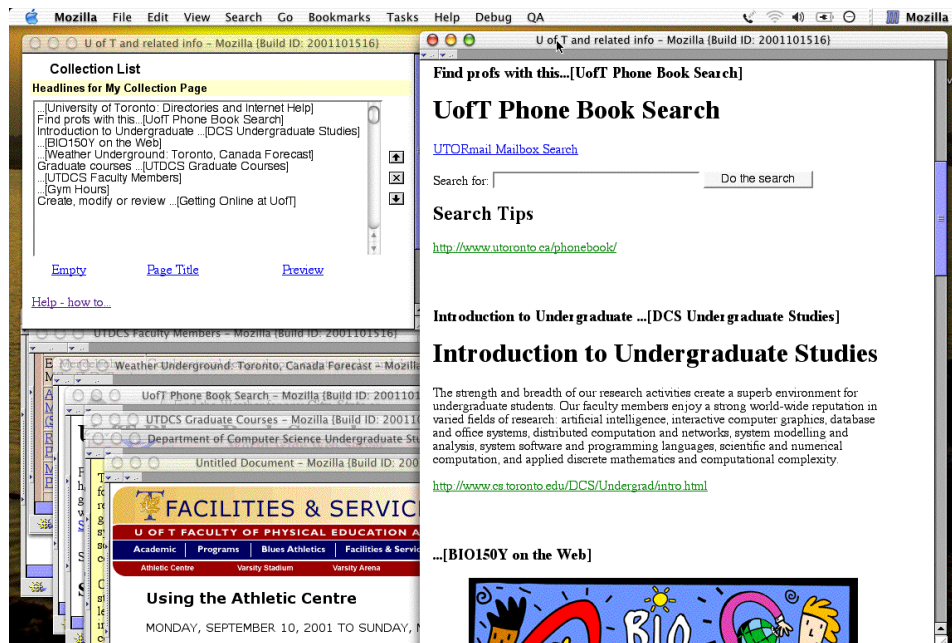 Mozilla File Edit View Search Go Bookmarks Tasks Help Debug QA
Mozilla
U of T and related info – Mozilla {Build ID: 2001101516}
Collection List
Headlines for My Collection Page
...[University of Toronto: Directories and Internet Help]
Find profs with this...[UofT Phone Book Search]
Introduction to Undergraduate ...[DCS Undergraduate Studies]
...[BIO150Y on the Web]
...[Weather Underground: Toronto, Canada Forecast]
Graduate courses ...[UTDCS Graduate Courses]
...[UTDCS Faculty Members]
...[Gym Hours]
Create, modify or review ...[Getting Online at UofT]
Empty Page Title Preview
Help - how to...
UTDCS Faculty Members – Mozilla {Build ID: 2001101516}
Weather Underground: Toronto, Canada Forecast – Mozilla
UofT Phone Book Search – Mozilla {Build ID: 200110
UTDCS Graduate Courses – Mozilla {Build ID: 20011
Department of Computer Science Undergraduate Stu
Untitled Document – Mozilla {Build ID: 200
FACILITIES & SERVIC
U OF T FACULTY OF PHYSICAL EDUCATION A
Academic Programs Blues Athletics Facilities & Servic
Athletic Centre Varsity Stadium Varsity Arena
Using the Athletic Centre
MONDAY, SEPTEMBER 10, 2001 TO SUNDAY,
U of T and related info – Mozilla {Build ID: 2001101516}
Find profs with this...[UofT Phone Book Search]
UofT Phone Book Search
UTORmail Mailbox Search
Search for: Do the search
Search Tips
http://www.utoronto.ca/phonebook/
Introduction to Undergraduate ...[DCS Undergraduate Studies]
Introduction to Undergraduate Studies
The strength and breadth of our research activities create a superb environment for
undergraduate students. Our faculty members enjoy a strong world-wide reputation in
varied fields of research: artificial intelligence, interactive computer graphics, database
and office systems, distributed computation and networks, system modelling and
analysis, system software and programming languages, scientific and numerical
computation, and applied discrete mathematics and computational complexity.
http://www.cs.toronto.edu/DCS/Undergrad/intro.html
...[BIO150Y on the Web]
BIO